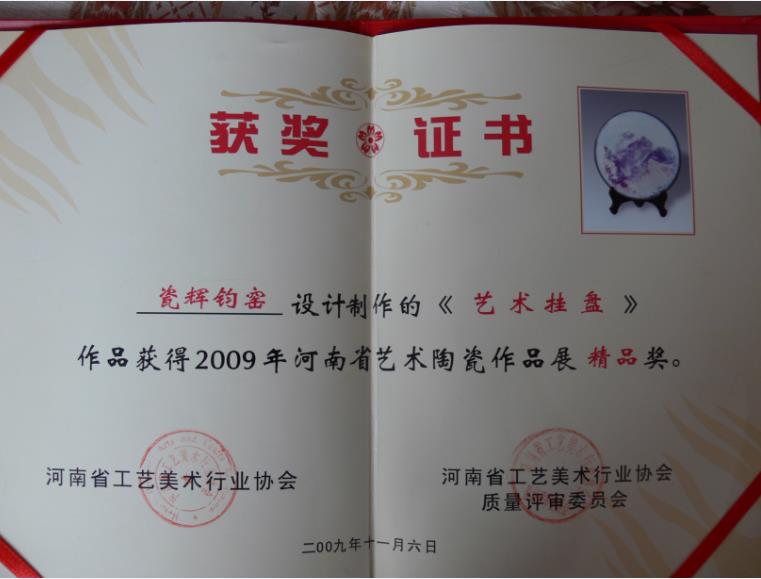 获奖证书
瓷辉钧窑 设计制作的《艺术挂盘》
作品获得2009年河南省艺术陶瓷作品展精品奖。
河南省工艺美术行业协会
河南省工艺美术行业协会
质量评审委员会
二00九年十一月六日